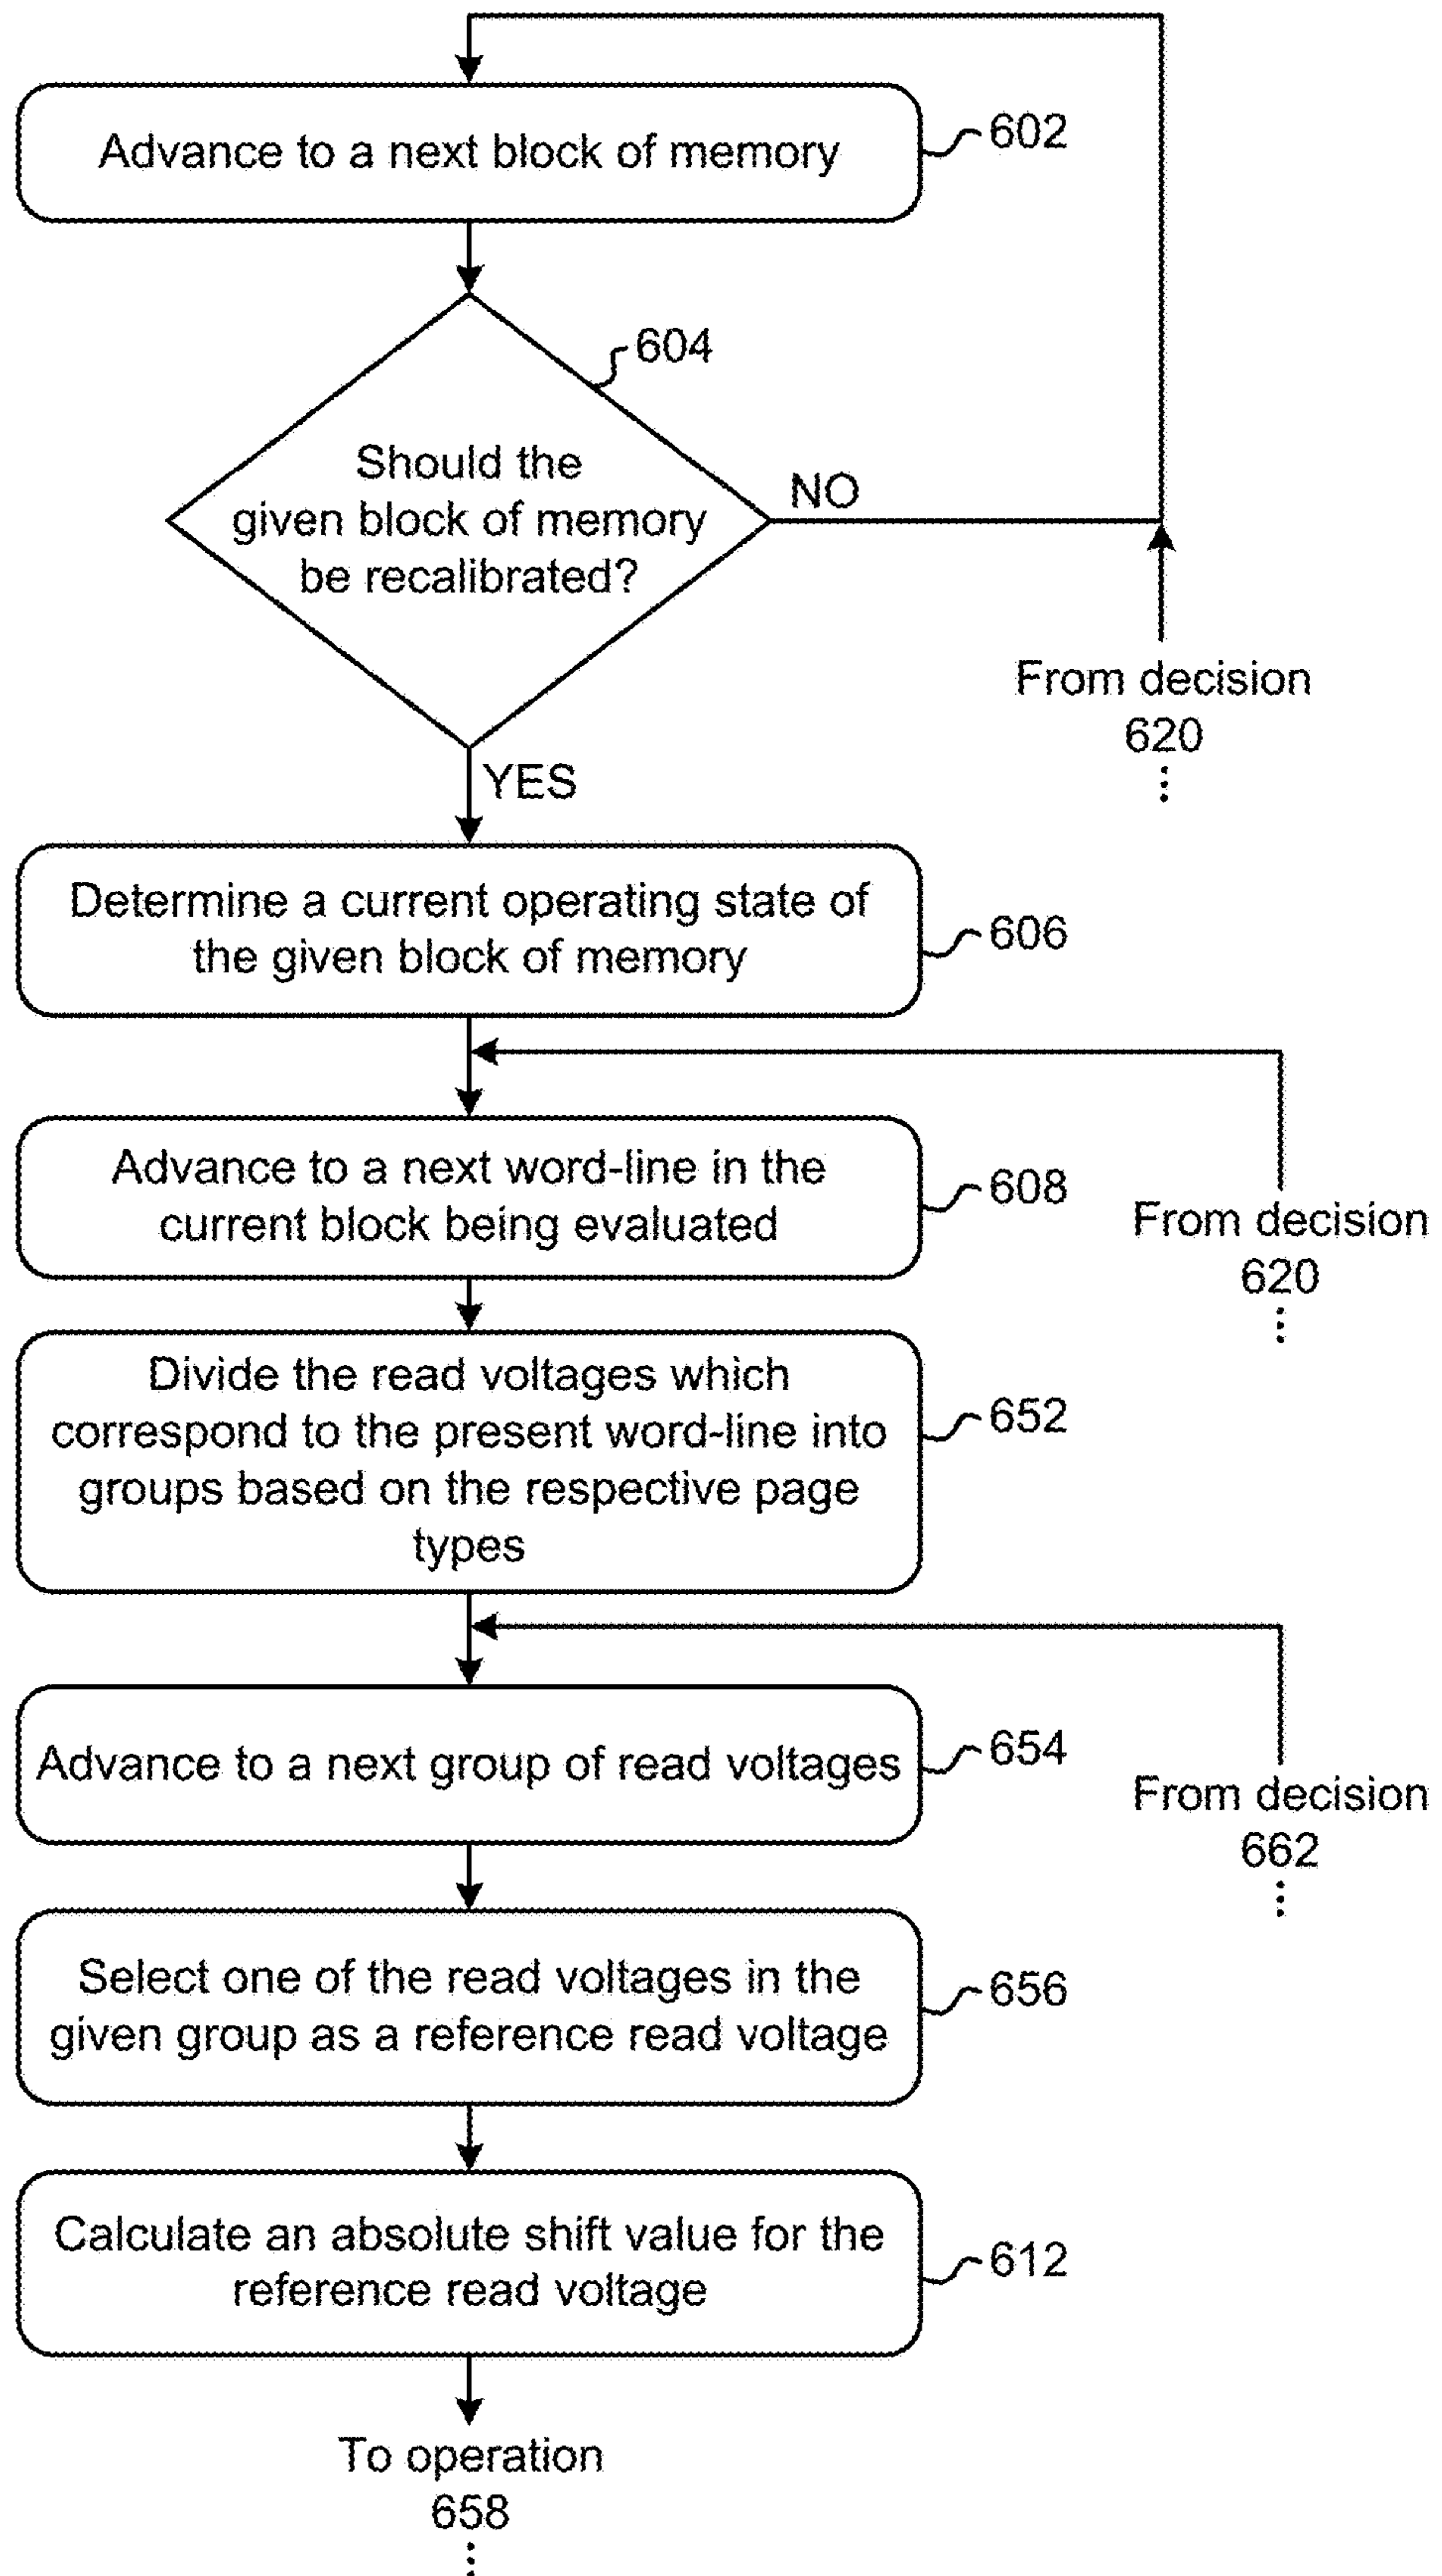 Advance to a next block of memory
602
604
Should the
given block of memory
be recalibrated?
NO
From decision
620
YES
Determine a current operating state of
the given block of memory
606
Advance to a next word-line in the
current block being evaluated
608
From decision
620
Divide the read voltages which
correspond to the present word-line into
groups based on the respective page
types
652
Advance to a next group of read voltages
654
From decision
662
Select one of the read voltages in the
given group as a reference read voltage
656
Calculate an absolute shift value for the
reference read voltage
612
To operation
658